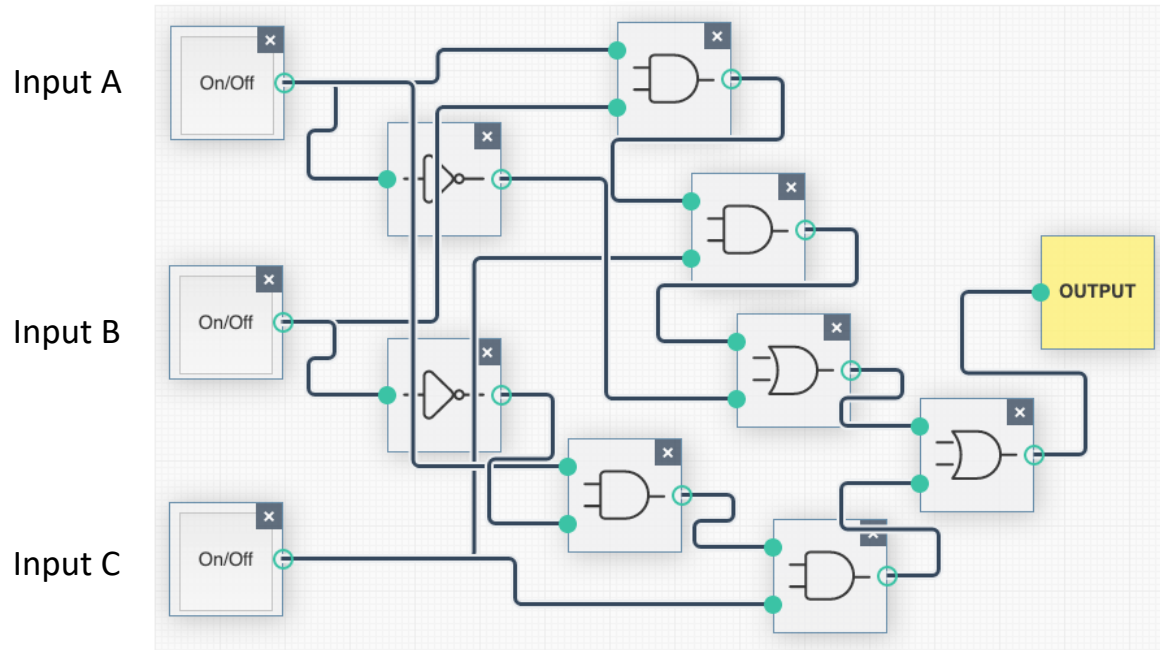 Input A
On/Off
Input B
On/Off
OUTPUT
Input C
On/Off